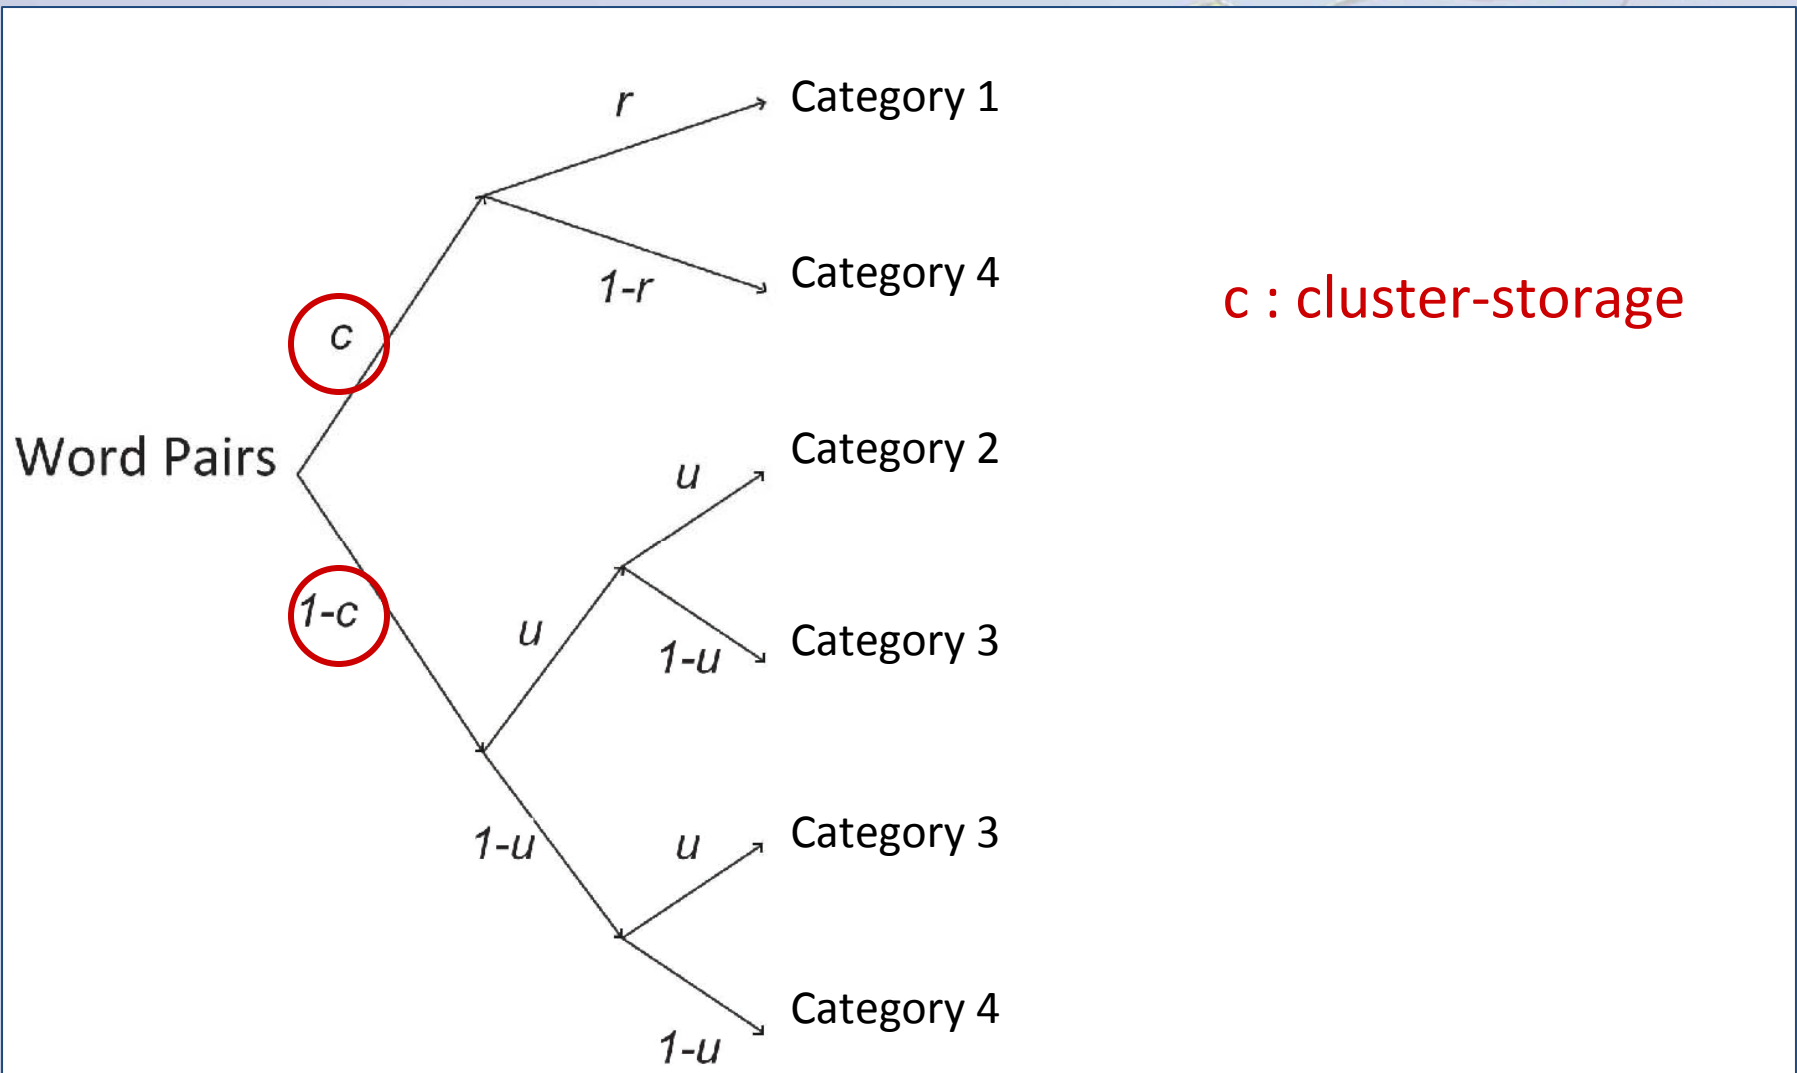 r
Category 1
1-r
Category 4
c
c : cluster-storage
Word Pairs
u
Category 2
1-c
u
1-u
Category 3
1-u
u
Category 3
1-u
Category 4